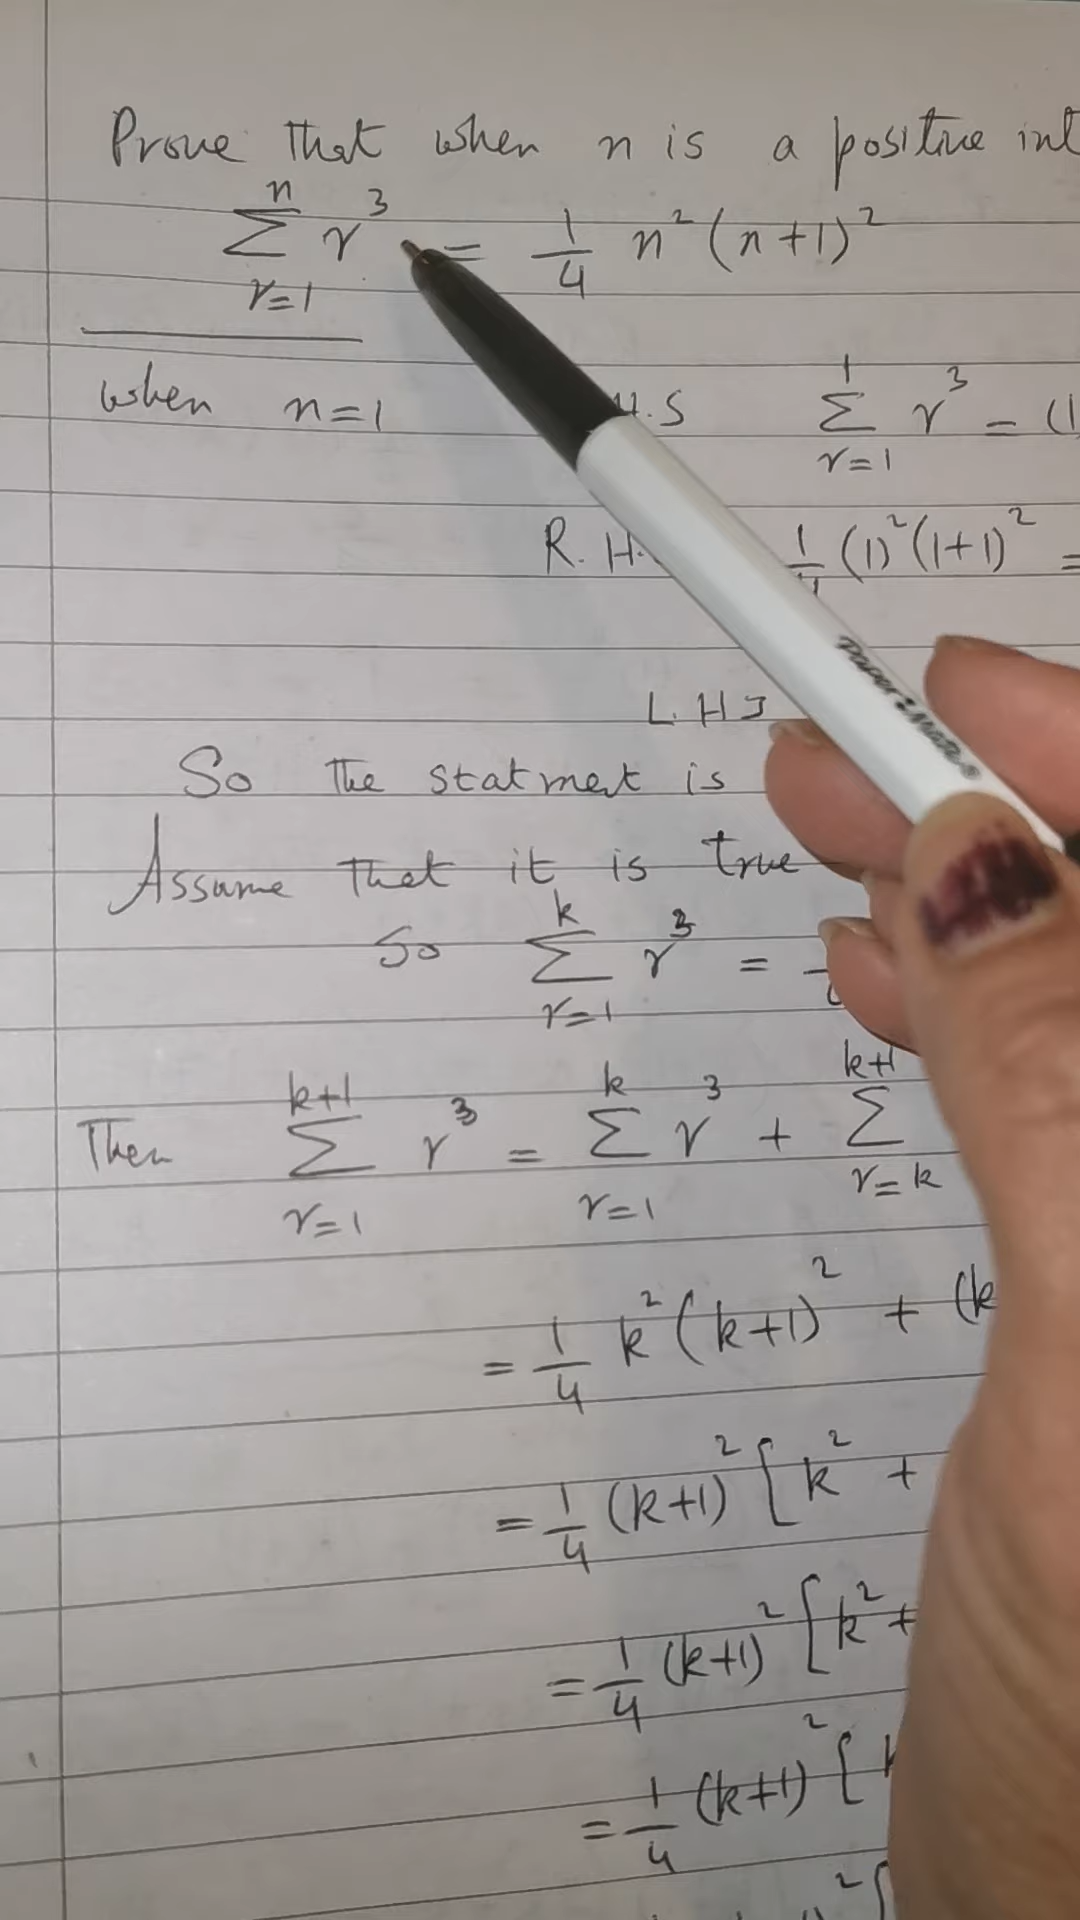 Prove that when n is a positive int
n
∑ r³ = 1/4 n² (n+1)²
r=1
when n=1 H.S 1 ∑ r=1 r³ = (1
R. H. 1/4 (1)² (1+1)² =
L.H.S
So the statment is
Assume that it is true
So k ∑ r=1 r³ =
Then k+1 ∑ r=1 r³ = k ∑ r=1 r³ + k+1 ∑ r=k
= 1/4 k² (k+1)² + (k
= 1/4 (k+1)² [k² +
= 1/4 (k+1)² [k² +
= 1/4 (k+1)² [
Paper Mate